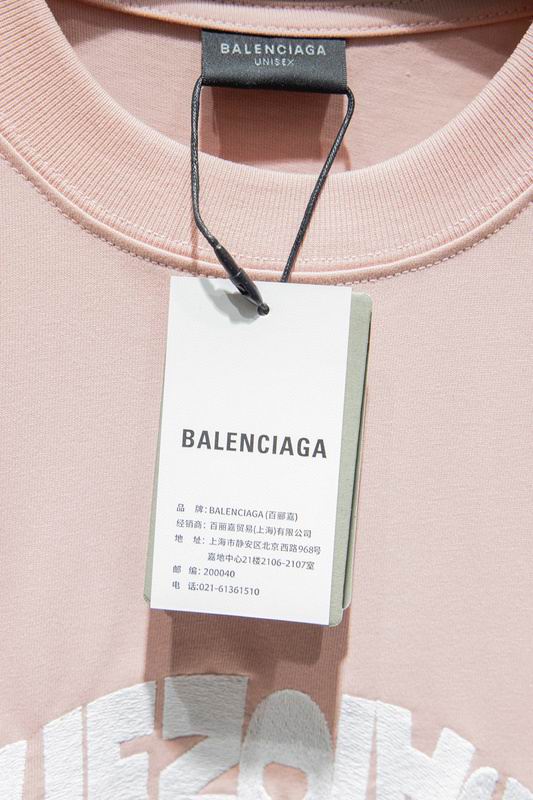 BALENCIAGA
UNISEX
BALENCIAGA
品 牌: BALENCIAGA (百郦嘉)
经销商: 百丽嘉贸易(上海)有限公司
地 址: 上海市静安区北京西路968号
嘉地中心21楼2106-2107室
邮 编: 200040
电 话:021-61361510